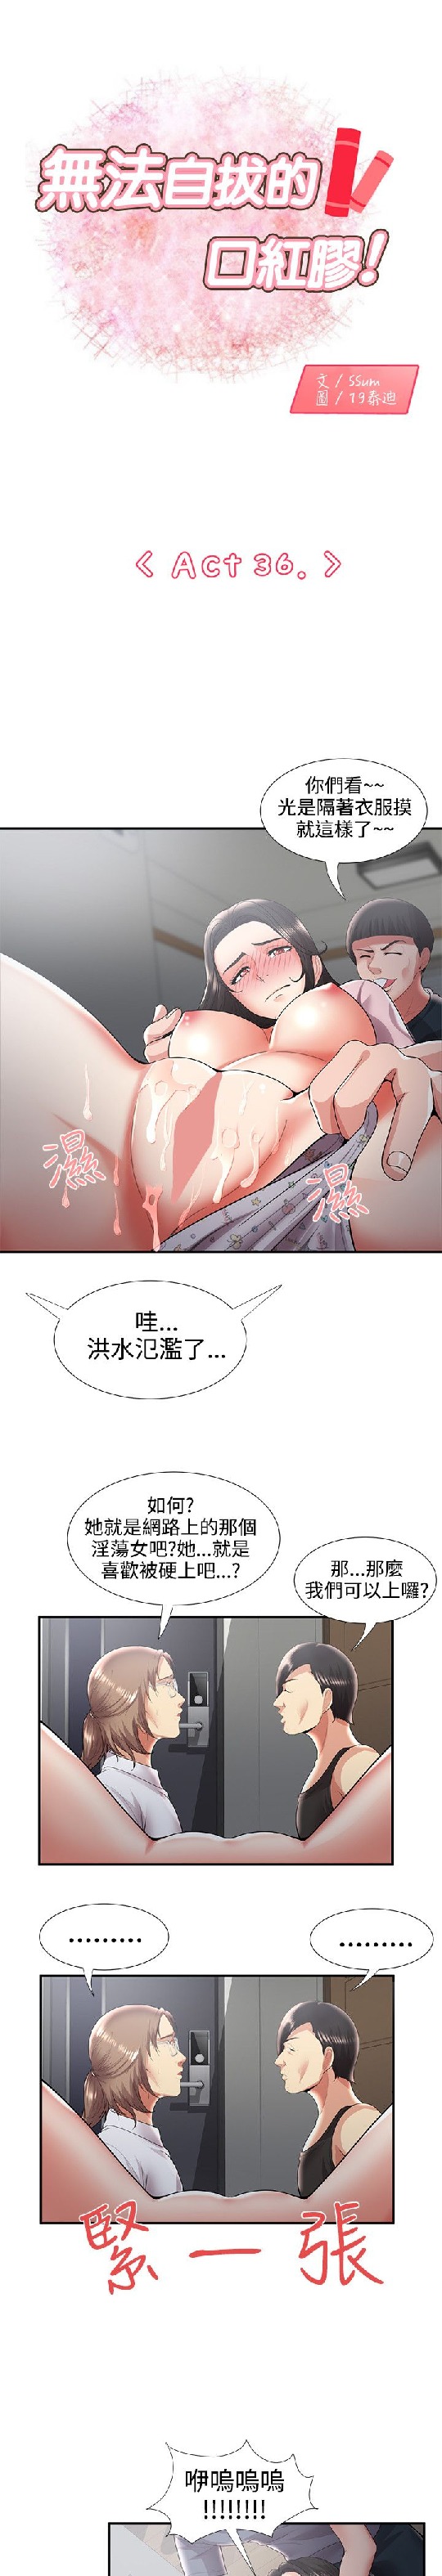 無法自拔的
口紅膠!
文 / SSum
圖 / 19泰迪
< Act 36. >
你們看~~
光是隔著衣服摸
就這樣了~~
濕
濕
哇...
洪水氾濫了...
如何?
她就是網路上的那個
淫蕩女吧?她...就是
喜歡被硬上吧...?
那...那麼
我們可以上囉?
.........
.........
緊 一 張
咿嗚嗚嗚
!!!!!!!!